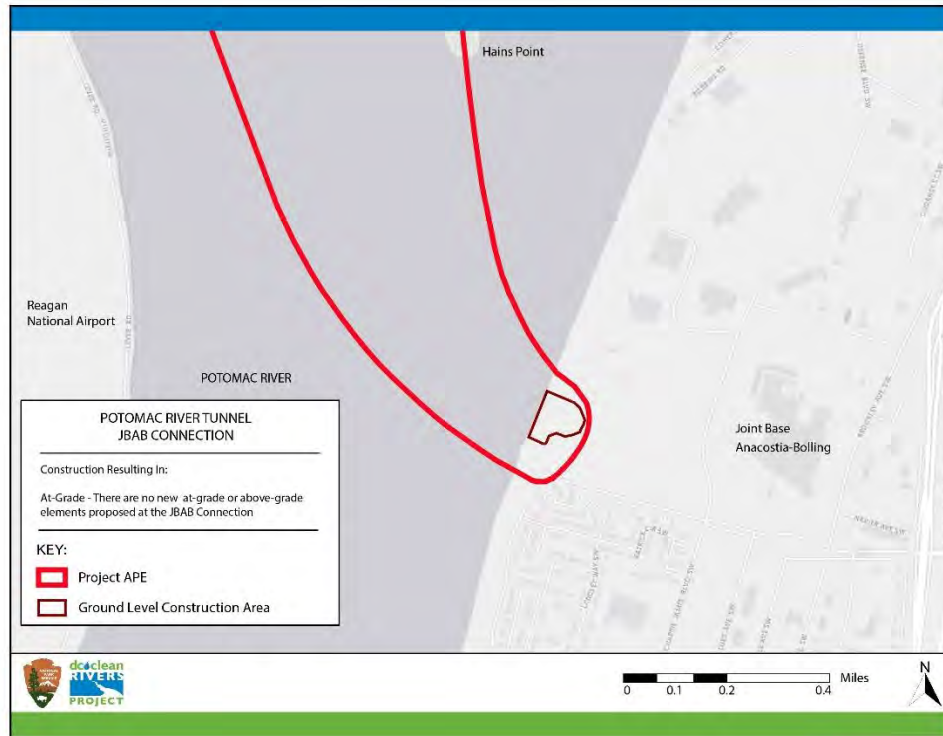 Hains Point
Reagan
National Airport
POTOMAC RIVER
Joint Base
Anacostia-Bolling
POTOMAC RIVER TUNNEL
JBAB CONNECTION
Construction Resulting In:
At-Grade - There are no new at-grade or above-grade
elements proposed at the JBAB Connection
KEY:
Project APE
Ground Level Construction Area
dc clean
RIVERS
PROJECT
0 0.1 0.2 0.4 Miles
N